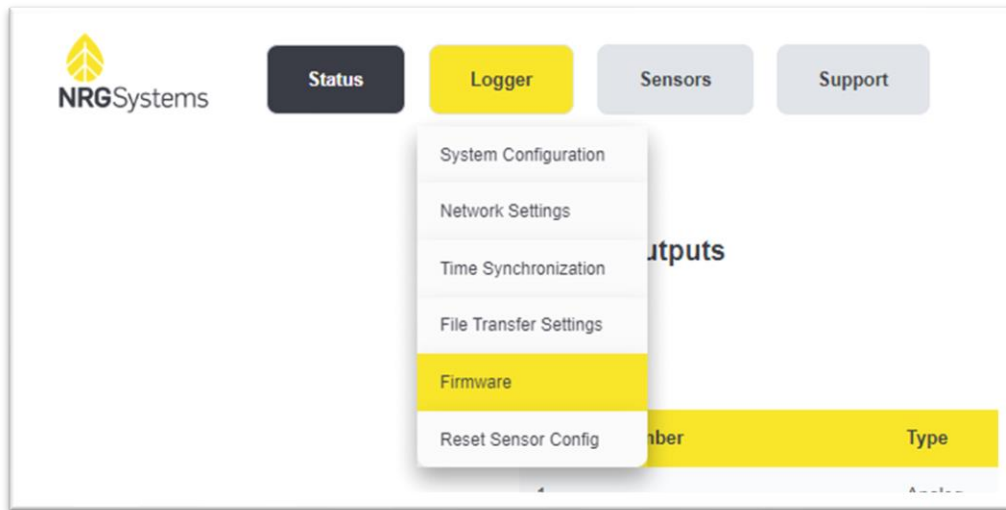 NRGSystems
Status
Logger
Sensors
Support
System Configuration
Network Settings
Time Synchronization
File Transfer Settings
Firmware
Reset Sensor Config
utputs
nber
Type